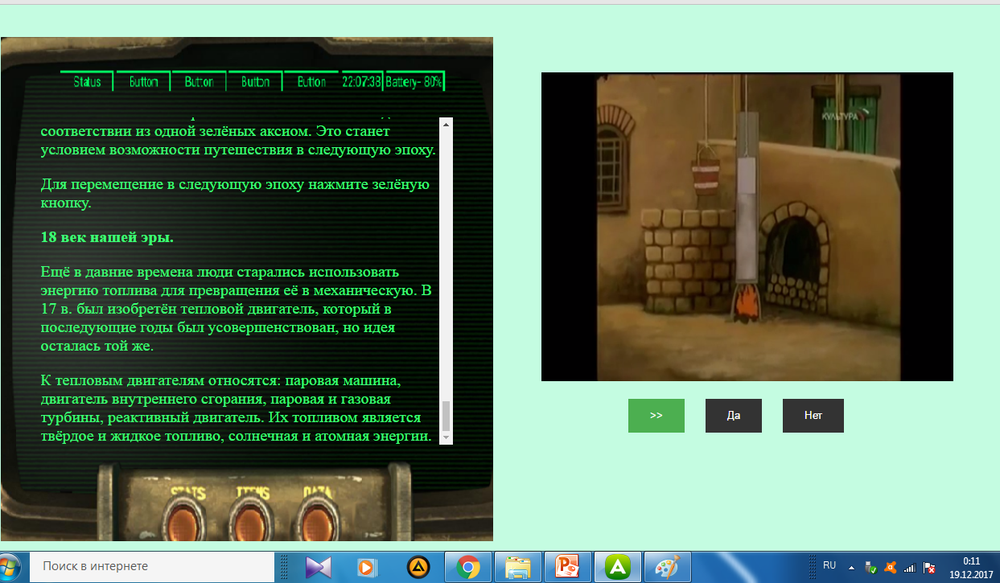 Status Button Button Button Button 22:07:38 Battery- 80%
соответствии из одной зелёных аксиом. Это станет
условием возможности путешествия в следующую эпоху.
Для перемещение в следующую эпоху нажмите зелёную
кнопку.
18 век нашей эры.
Ещё в давние времена люди старались использовать
энергию топлива для превращения её в механическую. В
17 в. был изобретён тепловой двигатель, который в
последующие годы был усовершенствован, но идея
осталась той же.
К тепловым двигателям относятся: паровая машина,
двигатель внутреннего сгорания, паровая и газовая
турбины, реактивный двигатель. Их топливом является
твёрдое и жидкое топливо, солнечная и атомная энергии.
STATS ITEMS DATA
КУЛЬТУРА
>> Да Нет
Поиск в интернете
RU
0:11
19.12.2017